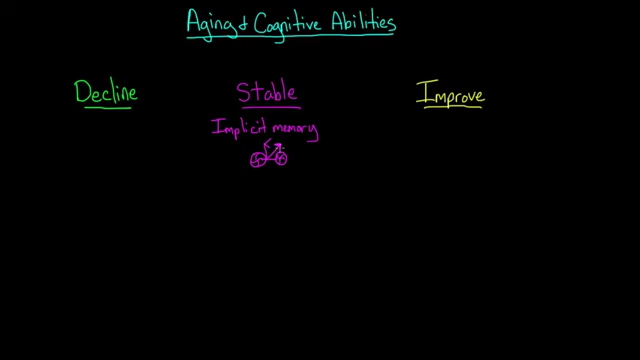 Aging & Cognitive Abilities
Decline Stable Improve
Implicit memory